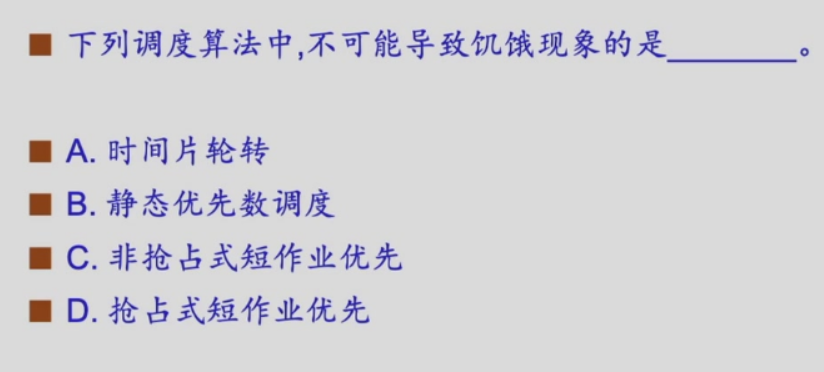 下列调度算法中,不可能导致饥饿现象的是________。
A. 时间片轮转
B. 静态优先数调度
C. 非抢占式短作业优先
D. 抢占式短作业优先